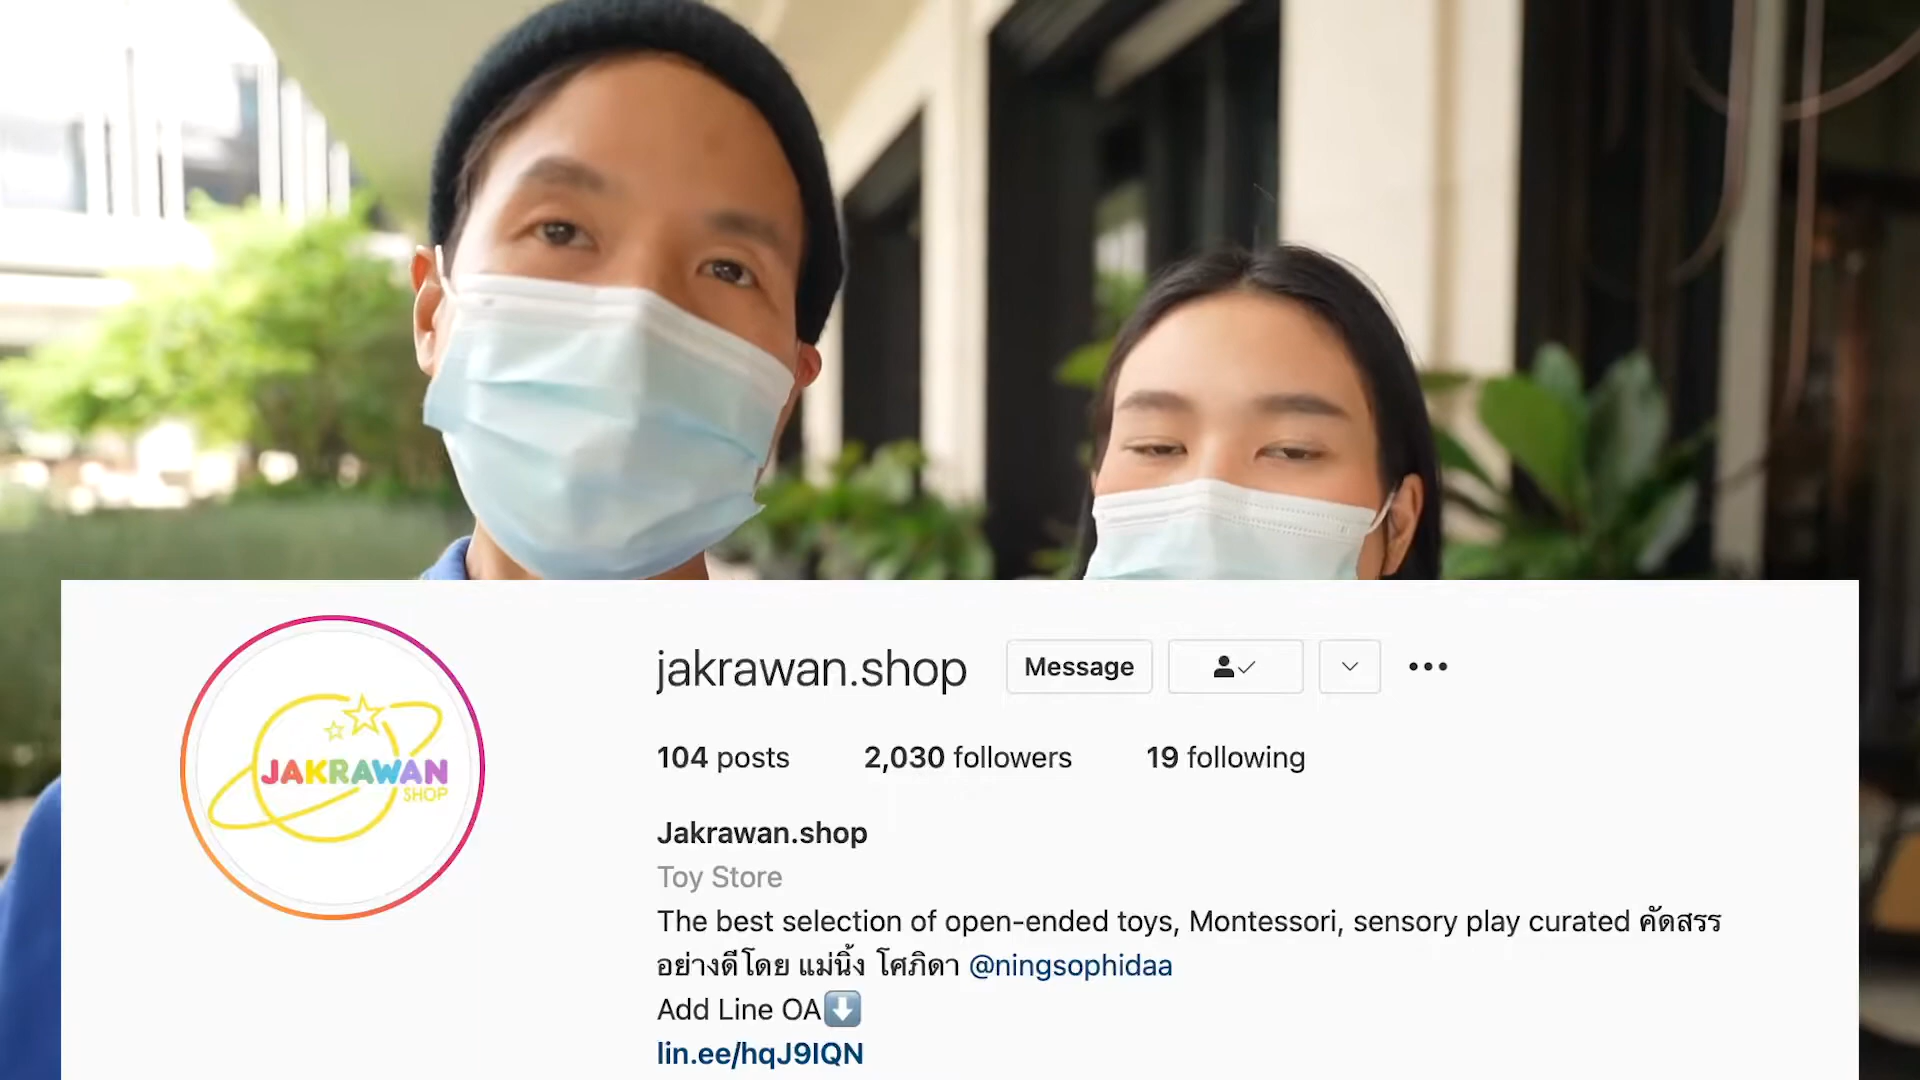 jakrawan.shop
Message
104 posts 2,030 followers 19 following
JAKRAWAN
SHOP
Jakrawan.shop
Toy Store
The best selection of open-ended toys, Montessori, sensory play curated คัดสรร
อย่างดีโดย แม่นิ้ง โศภิดา @ningsophidaa
Add Line OA⬇️
lin.ee/hqJ9IQN